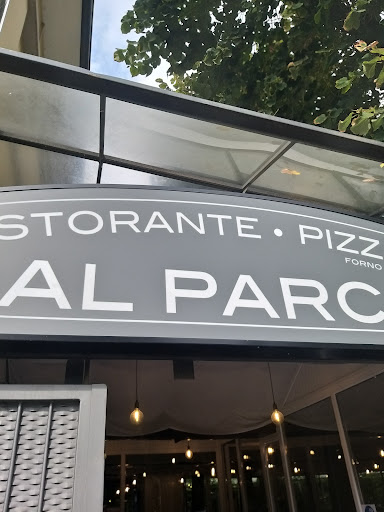 STORANTE • PIZZ
FORNO
AL PARC